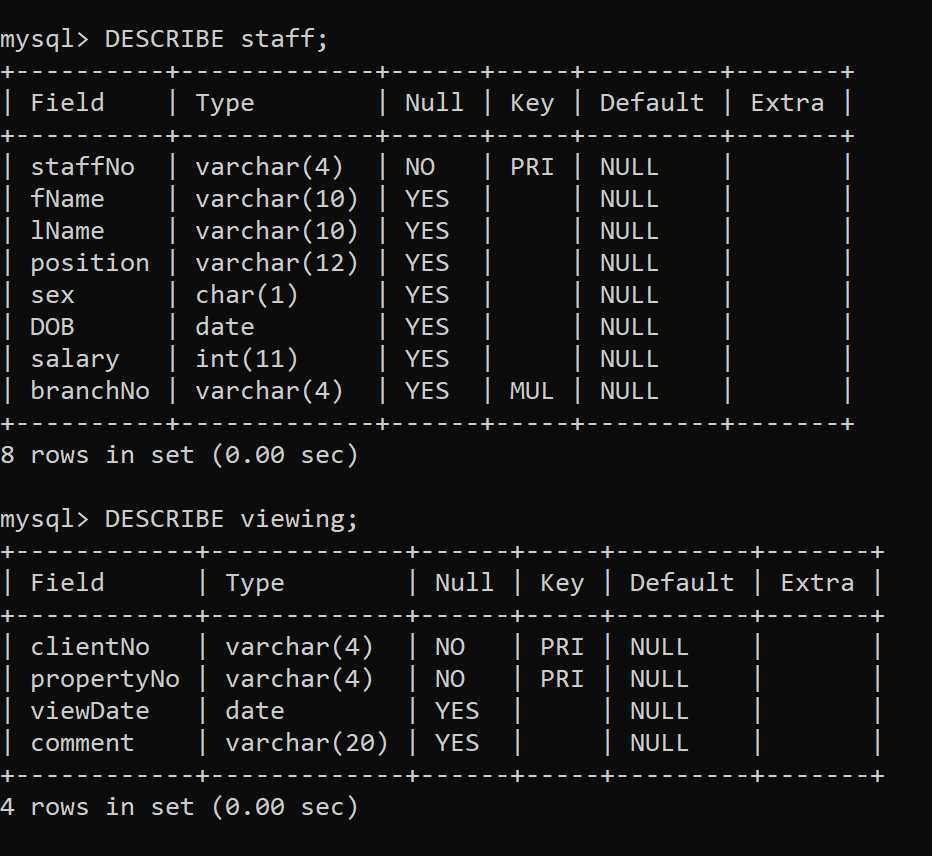 mysql> DESCRIBE staff;
+----------+-------------+------+-----+---------+-------+
| Field    | Type        | Null | Key | Default | Extra |
+----------+-------------+------+-----+---------+-------+
| staffNo  | varchar(4)  | NO   | PRI | NULL    |       |
| fName    | varchar(10) | YES  |     | NULL    |       |
| lName    | varchar(10) | YES  |     | NULL    |       |
| position | varchar(12) | YES  |     | NULL    |       |
| sex      | char(1)     | YES  |     | NULL    |       |
| DOB      | date        | YES  |     | NULL    |       |
| salary   | int(11)     | YES  |     | NULL    |       |
| branchNo | varchar(4)  | YES  | MUL | NULL    |       |
+----------+-------------+------+-----+---------+-------+
8 rows in set (0.00 sec)

mysql> DESCRIBE viewing;
+------------+-------------+------+-----+---------+-------+
| Field      | Type        | Null | Key | Default | Extra |
+------------+-------------+------+-----+---------+-------+
| clientNo   | varchar(4)  | NO   | PRI | NULL    |       |
| propertyNo | varchar(4)  | NO   | PRI | NULL    |       |
| viewDate   | date        | YES  |     | NULL    |       |
| comment    | varchar(20) | YES  |     | NULL    |       |
+------------+-------------+------+-----+---------+-------+
4 rows in set (0.00 sec)